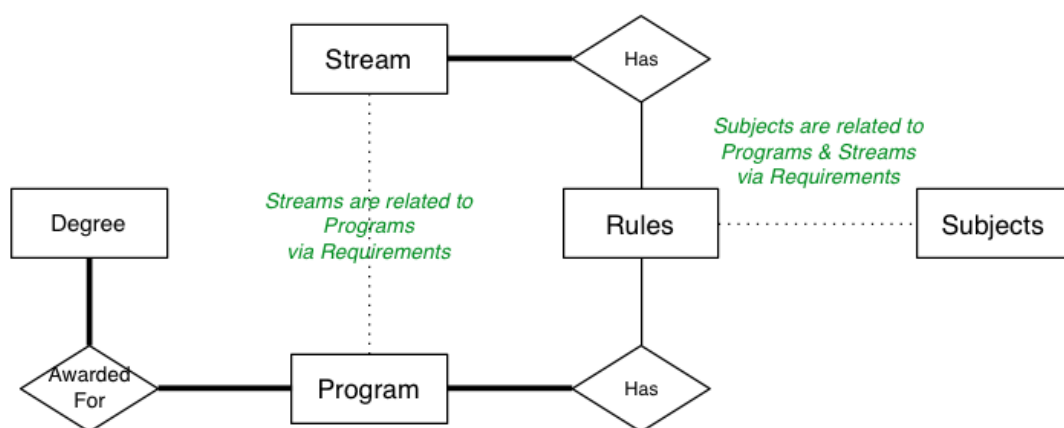 Stream
Has
Subjects are related to
Programs & Streams
via Requirements
Degree
Streams are related to
Programs
via Requirements
Rules
Subjects
Awarded
For
Program
Has